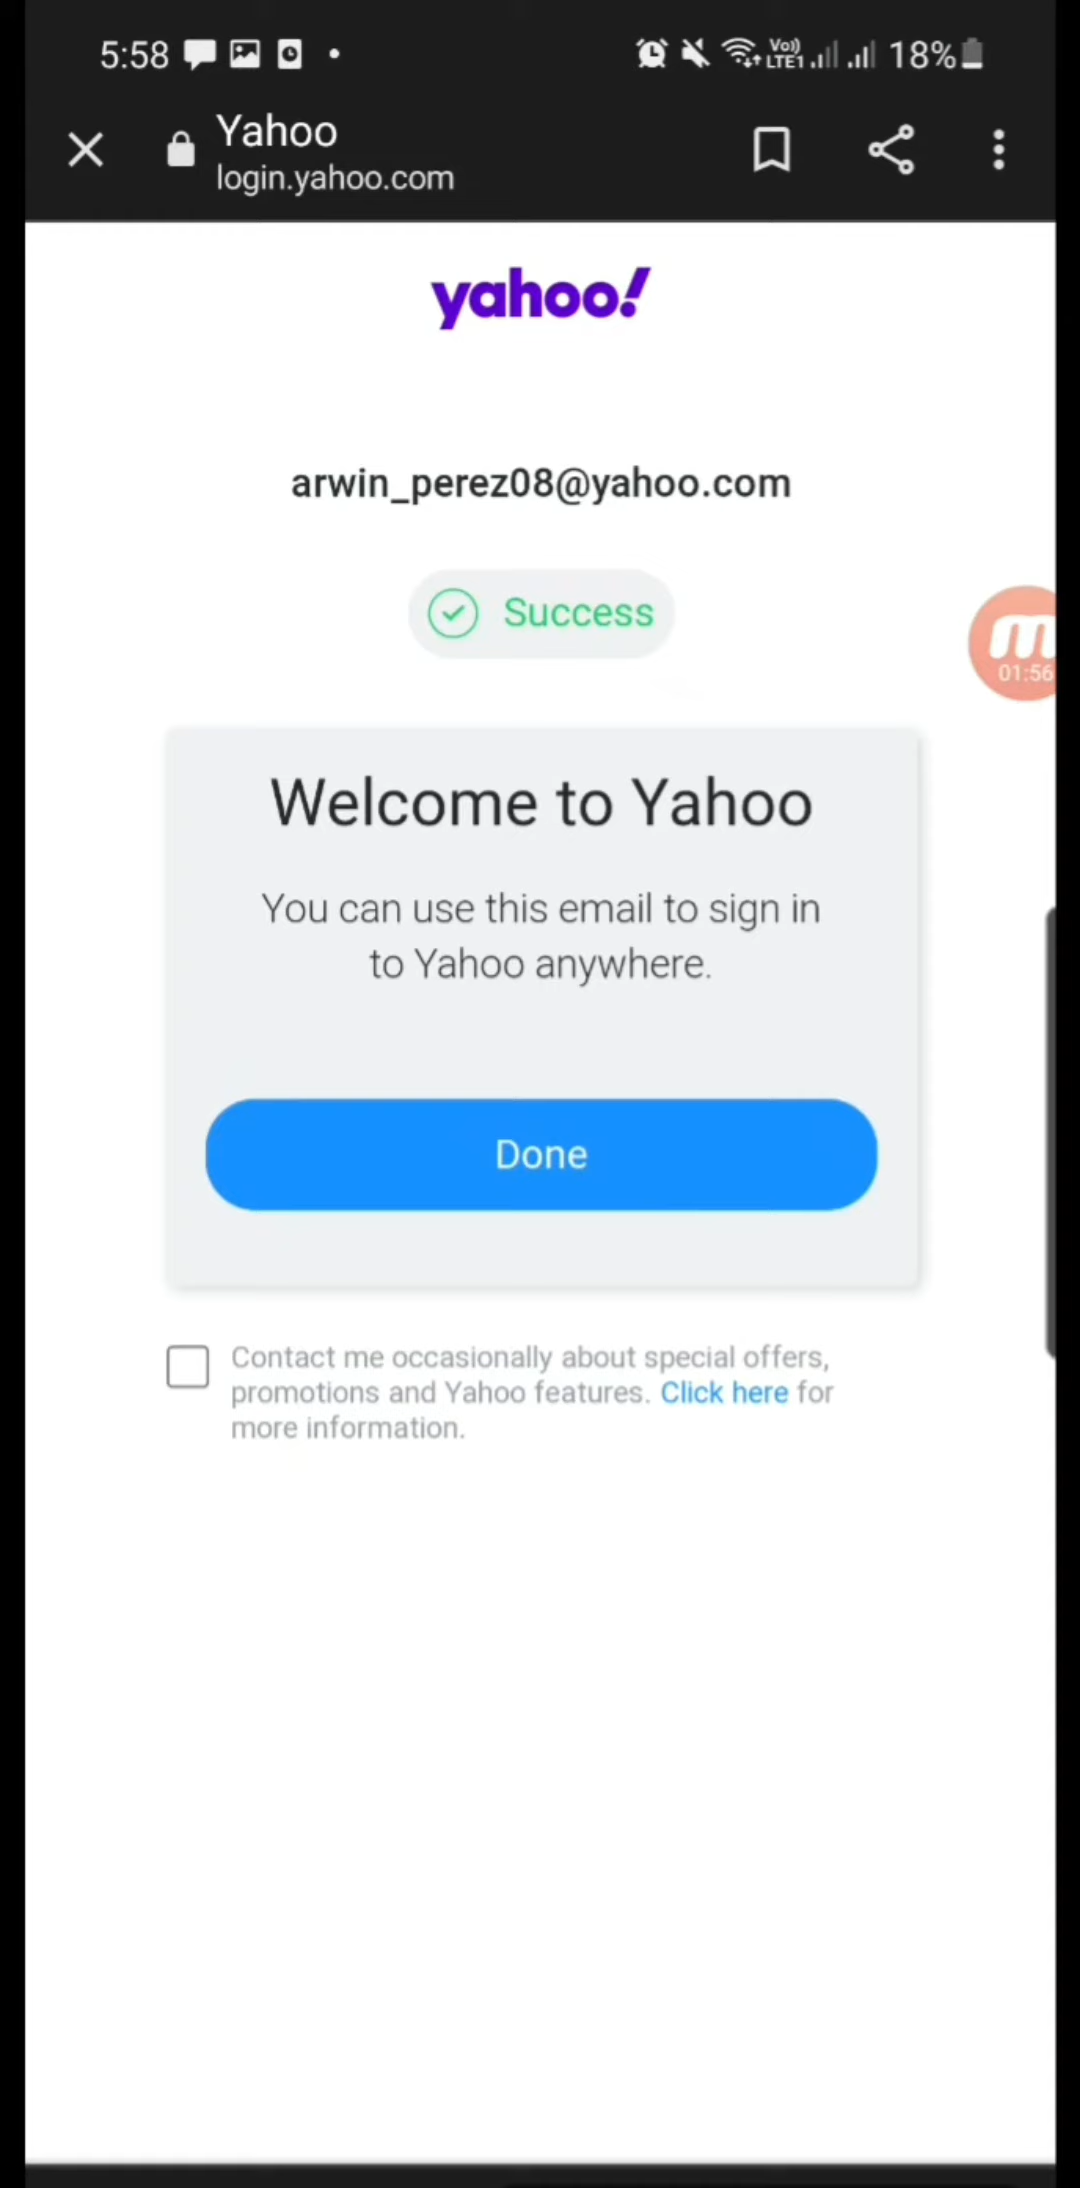 5:58
Vo))
LTE1
18%
Yahoo
login.yahoo.com
yahoo!
arwin_perez08@yahoo.com
Success
m
01:56
Welcome to Yahoo
You can use this email to sign in
to Yahoo anywhere.
Done
Contact me occasionally about special offers,
promotions and Yahoo features. Click here for
more information.